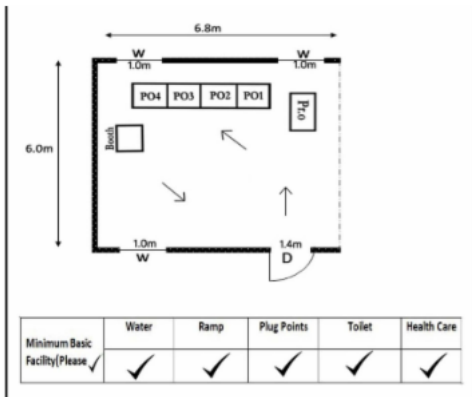 6.8m
W W
1.0m 1.0m
PO4 PO3 PO2 PO1
Pr.o
Booth
6.0m
1.0m 1.4m
W D
Water Ramp Plug Points Toilet Health Care
Minimum Basic
Facility(Please ✓ ✓ ✓ ✓ ✓ ✓